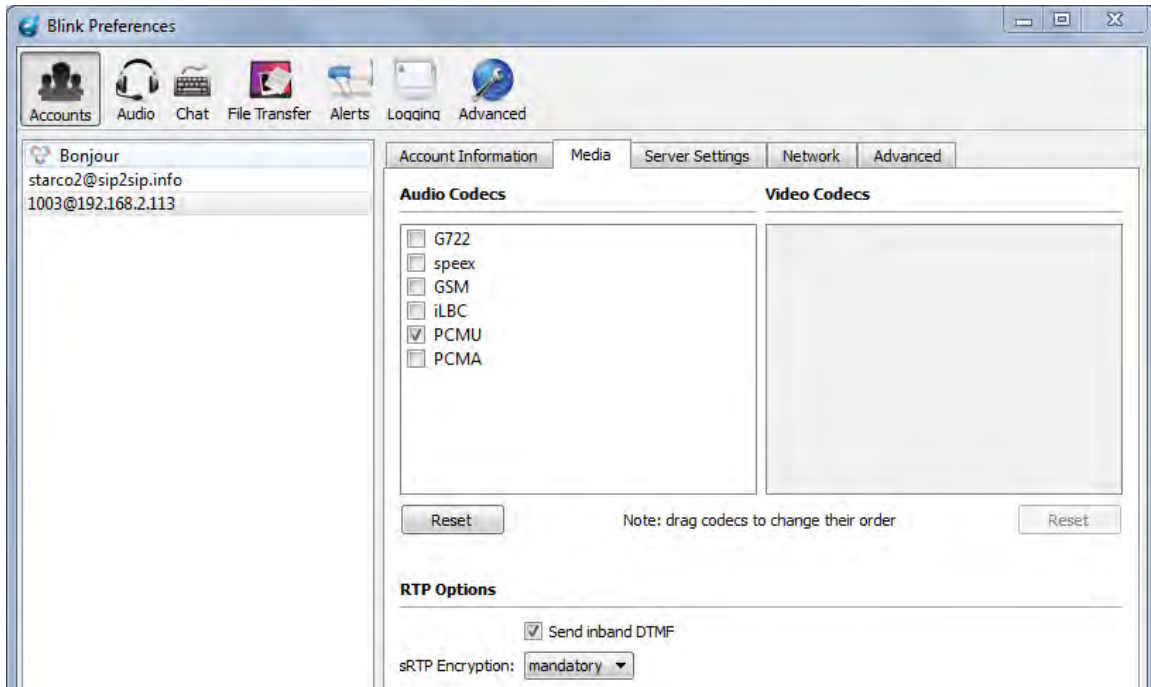 Blink Preferences
Accounts Audio Chat File Transfer Alerts Logging Advanced
Bonjour
starco2@sip2sip.info
1003@192.168.2.113
Account Information Media Server Settings Network Advanced
Audio Codecs Video Codecs
G722
speex
GSM
iLBC
PCMU
PCMA
Reset Note: drag codecs to change their order Reset
RTP Options
Send inband DTMF
sRTP Encryption: mandatory